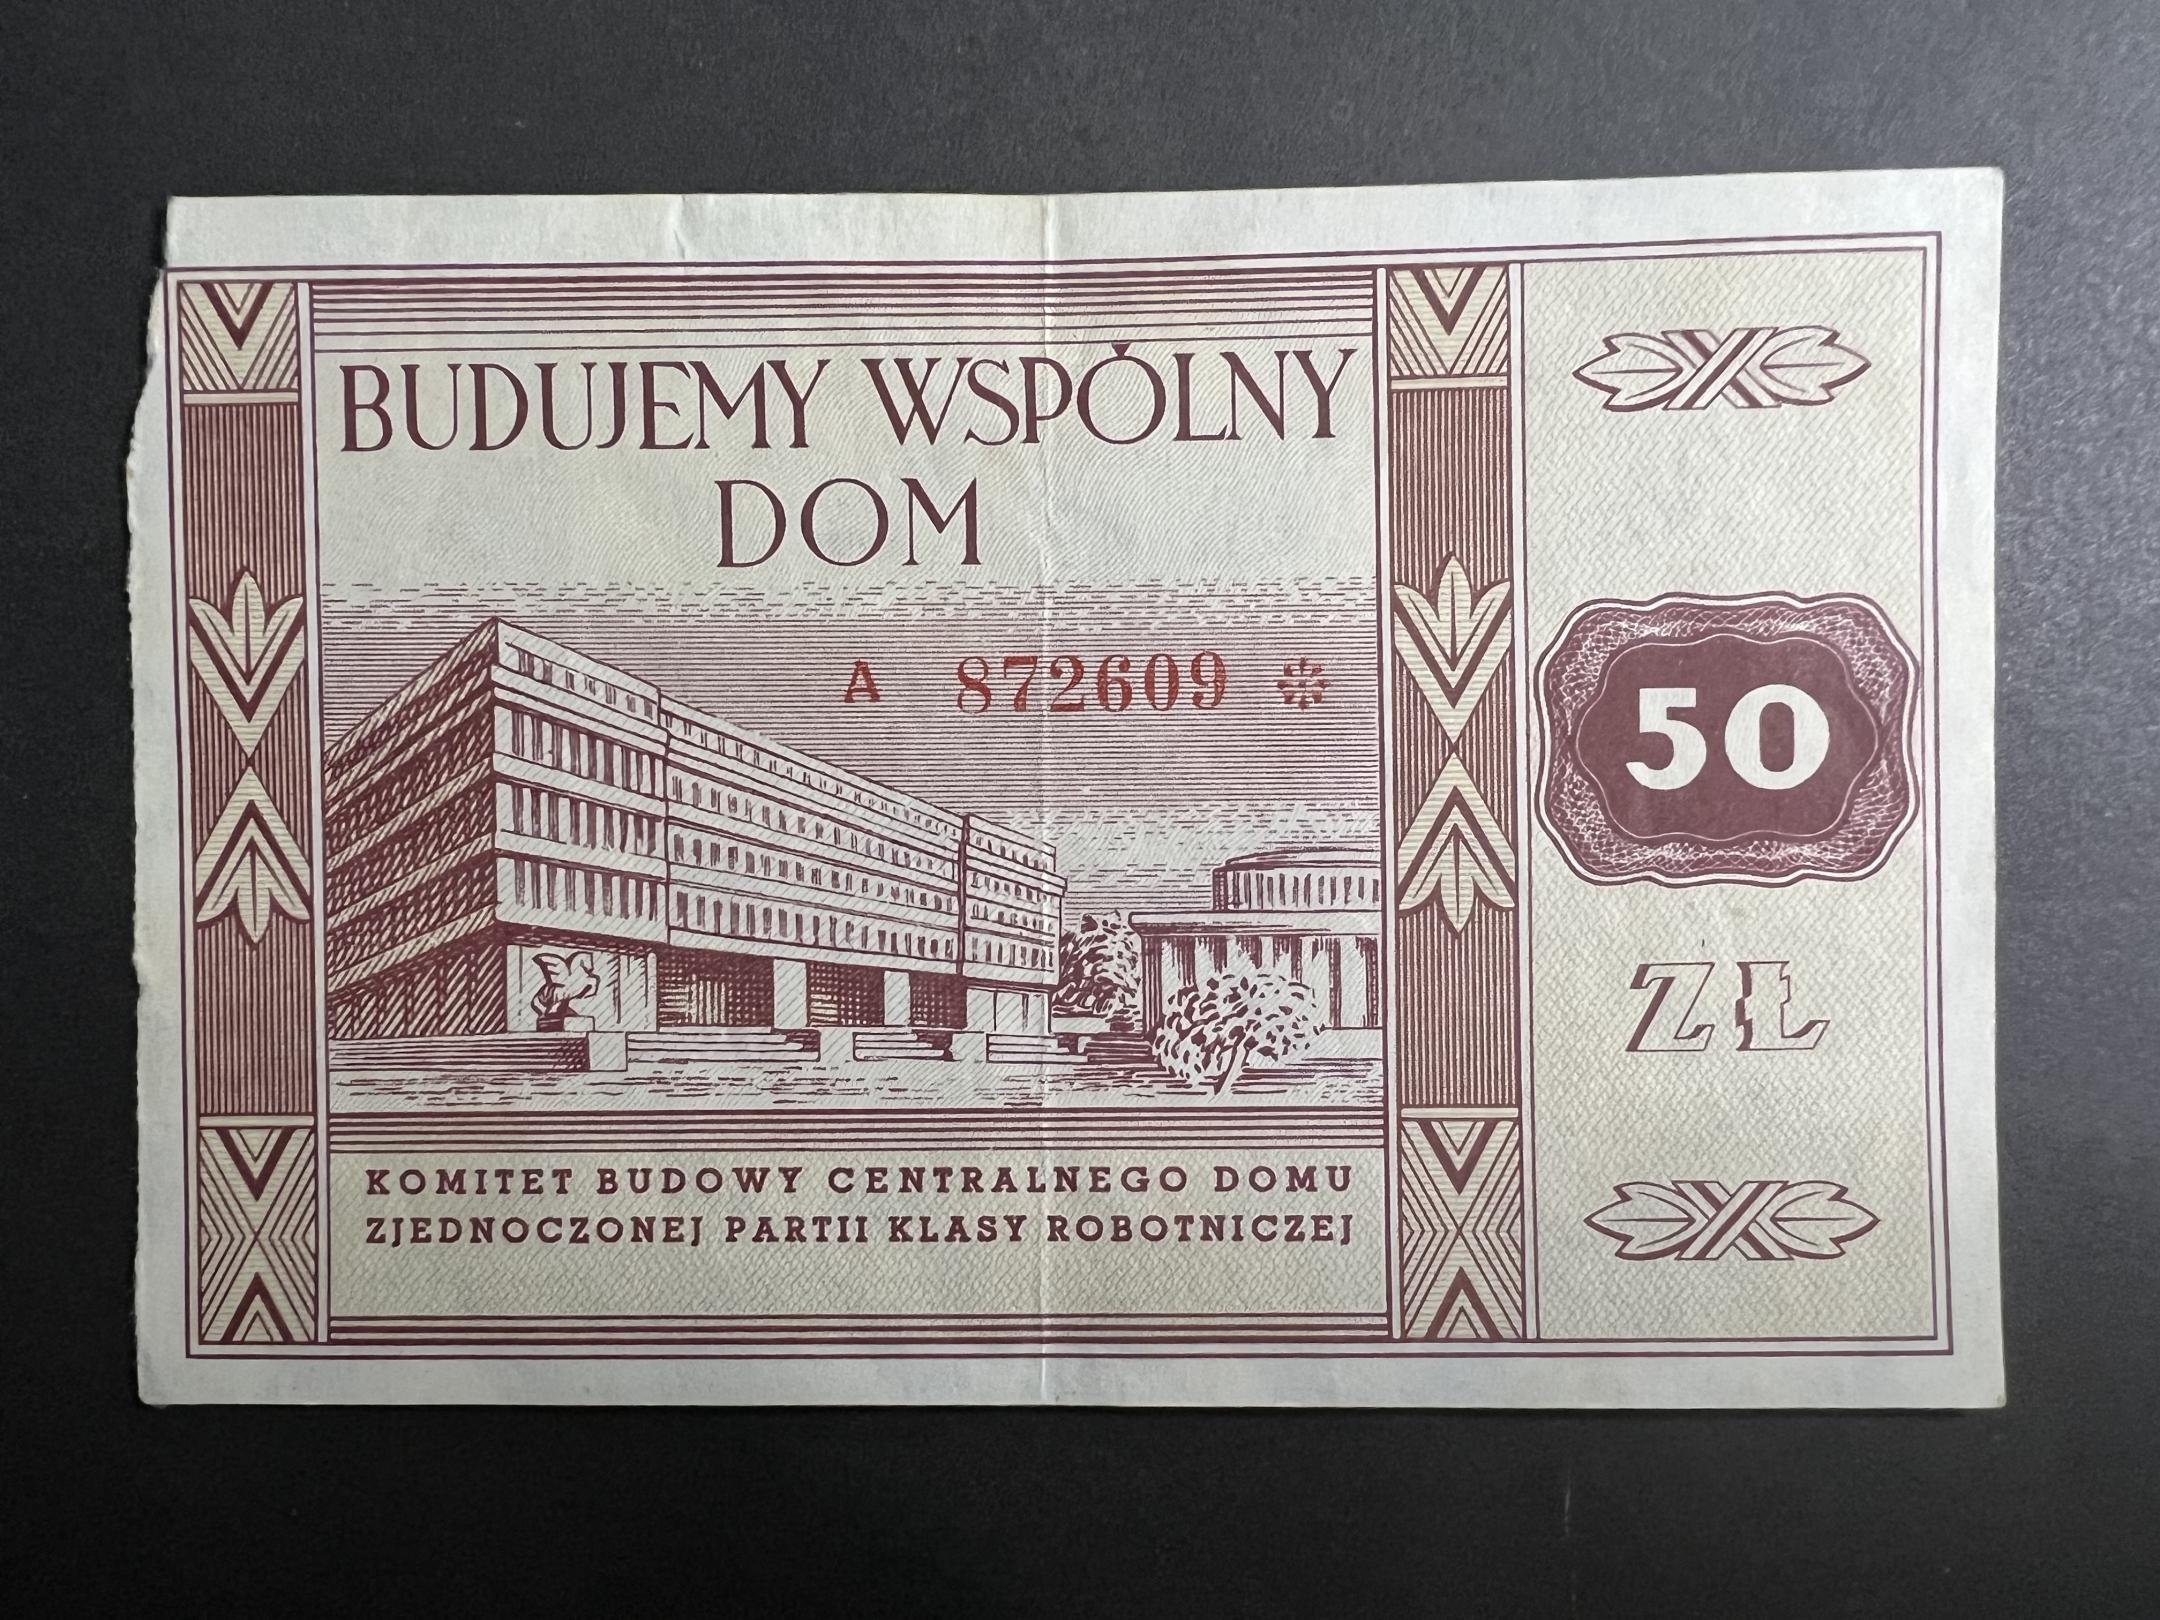 BUDUJEMY WSPÓLNY
DOM
A 872609 *
50
ZŁ
KOMITET BUDOWY CENTRALNEGO DOMU
ZJEDNOCZONEJ PARTII KLASY ROBOTNICZEJ